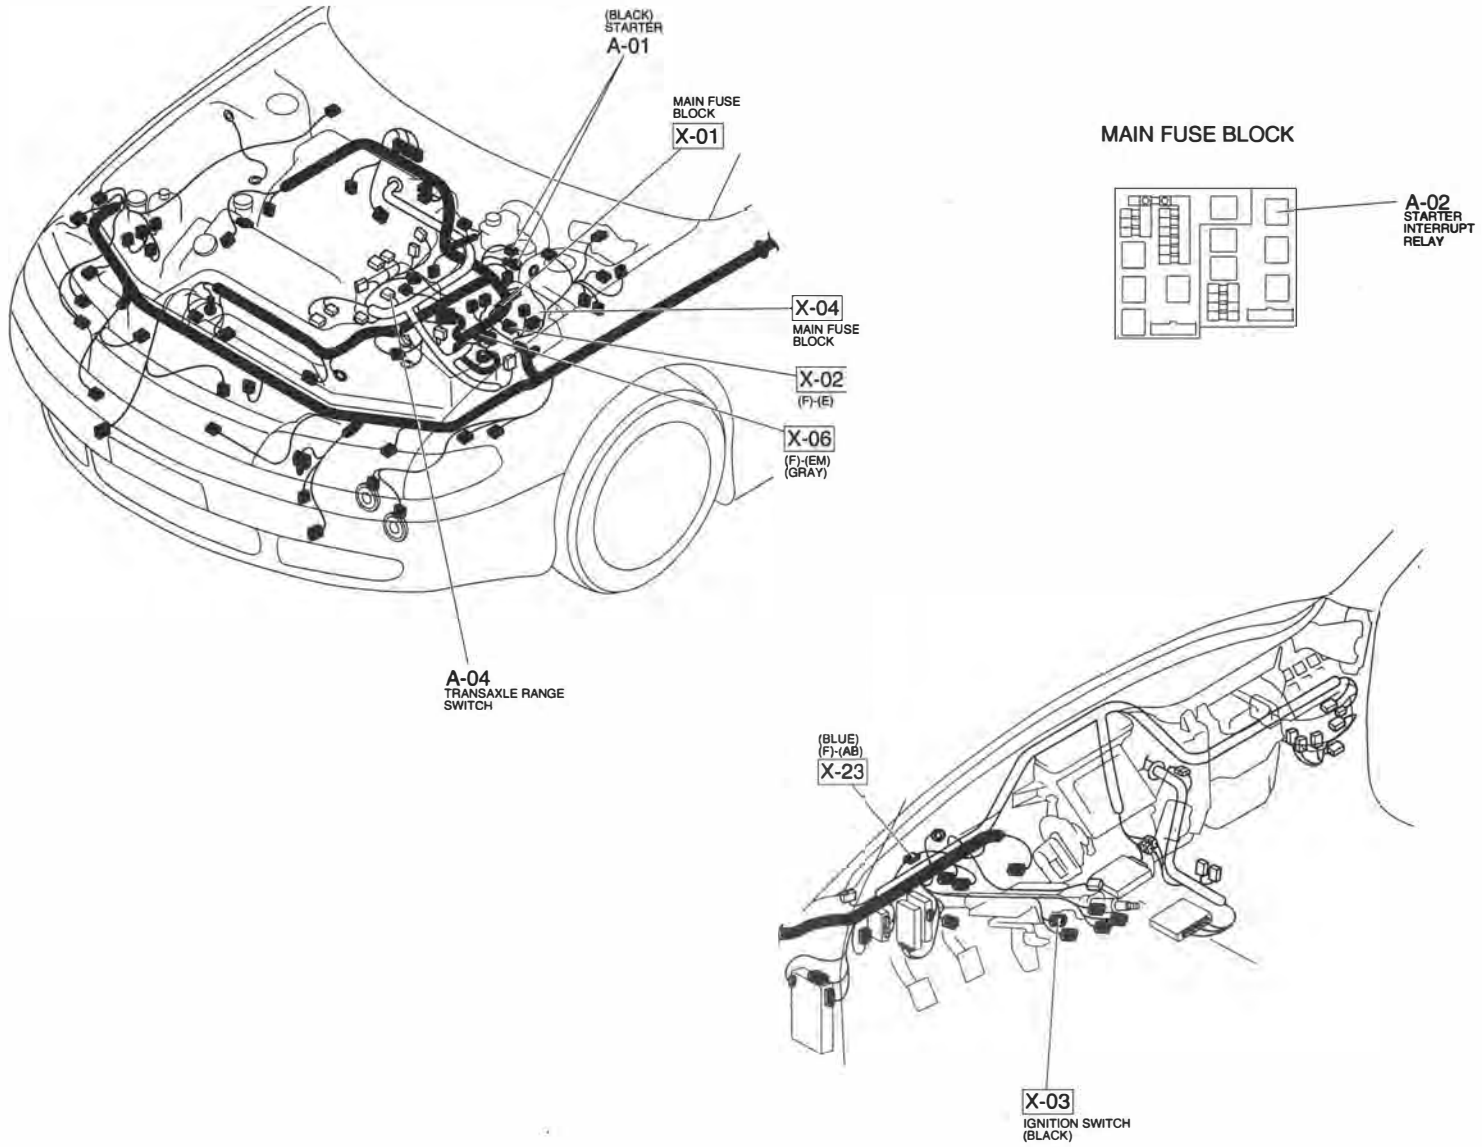 (BLACK)
STARTER
A-01
MAIN FUSE
BLOCK
X-01
MAIN FUSE BLOCK
A-02
STARTER
INTERRUPT
RELAY
X-04
MAIN FUSE
BLOCK
X-02
(F)-(E)
X-06
(F)-(EM)
(GRAY)
A-04
TRANSAXLE RANGE
SWITCH
(BLUE)
(F)-(AB)
X-23
X-03
IGNITION SWITCH
(BLACK)